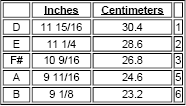 Inches Centimeters
D 11 15/16 30.4 1
E 11 1/4 28.6 2
F# 10 9/16 26.8 3
A 9 11/16 24.6 5
B 9 1/8 23.2 6